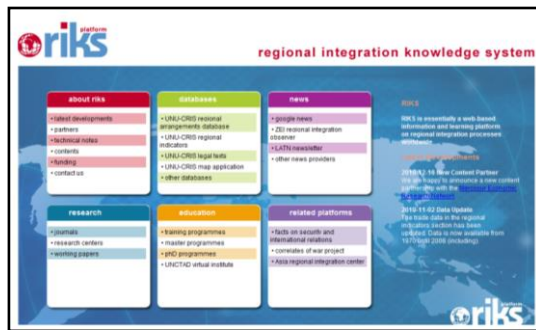 platform
riks
regional integration knowledge system
about riks
• latest developments
• partners
• technical notes
• contents
• funding
• contact us
databases
• UNU-CRIS regional
arrangements database
• UNU-CRIS regional
indicators
• UNU-CRIS legal texts
• UNU-CRIS map application
• other databases
news
• google news
• ZEI regional integration
observer
• LATN newsletter
• other news providers
RIKS
RIKS is essentially a web-based
information and learning platform
on regional integration processes
worldwide
2010-12-10 New Content Partner
We are happy to announce a new content
partnership with the Mercosur Economic
Research Network
2010-11-02 Data Update
The trade data in the regional
indicators section has been
updated. Data is now available from
research
• journals
• research centers
• working papers
education
• training programmes
• master programmes
• phD programmes
• UNCTAD virtual institute
related platforms
• facts on security and
international relations
• correlates of war project
• Asia regional integration center
riks